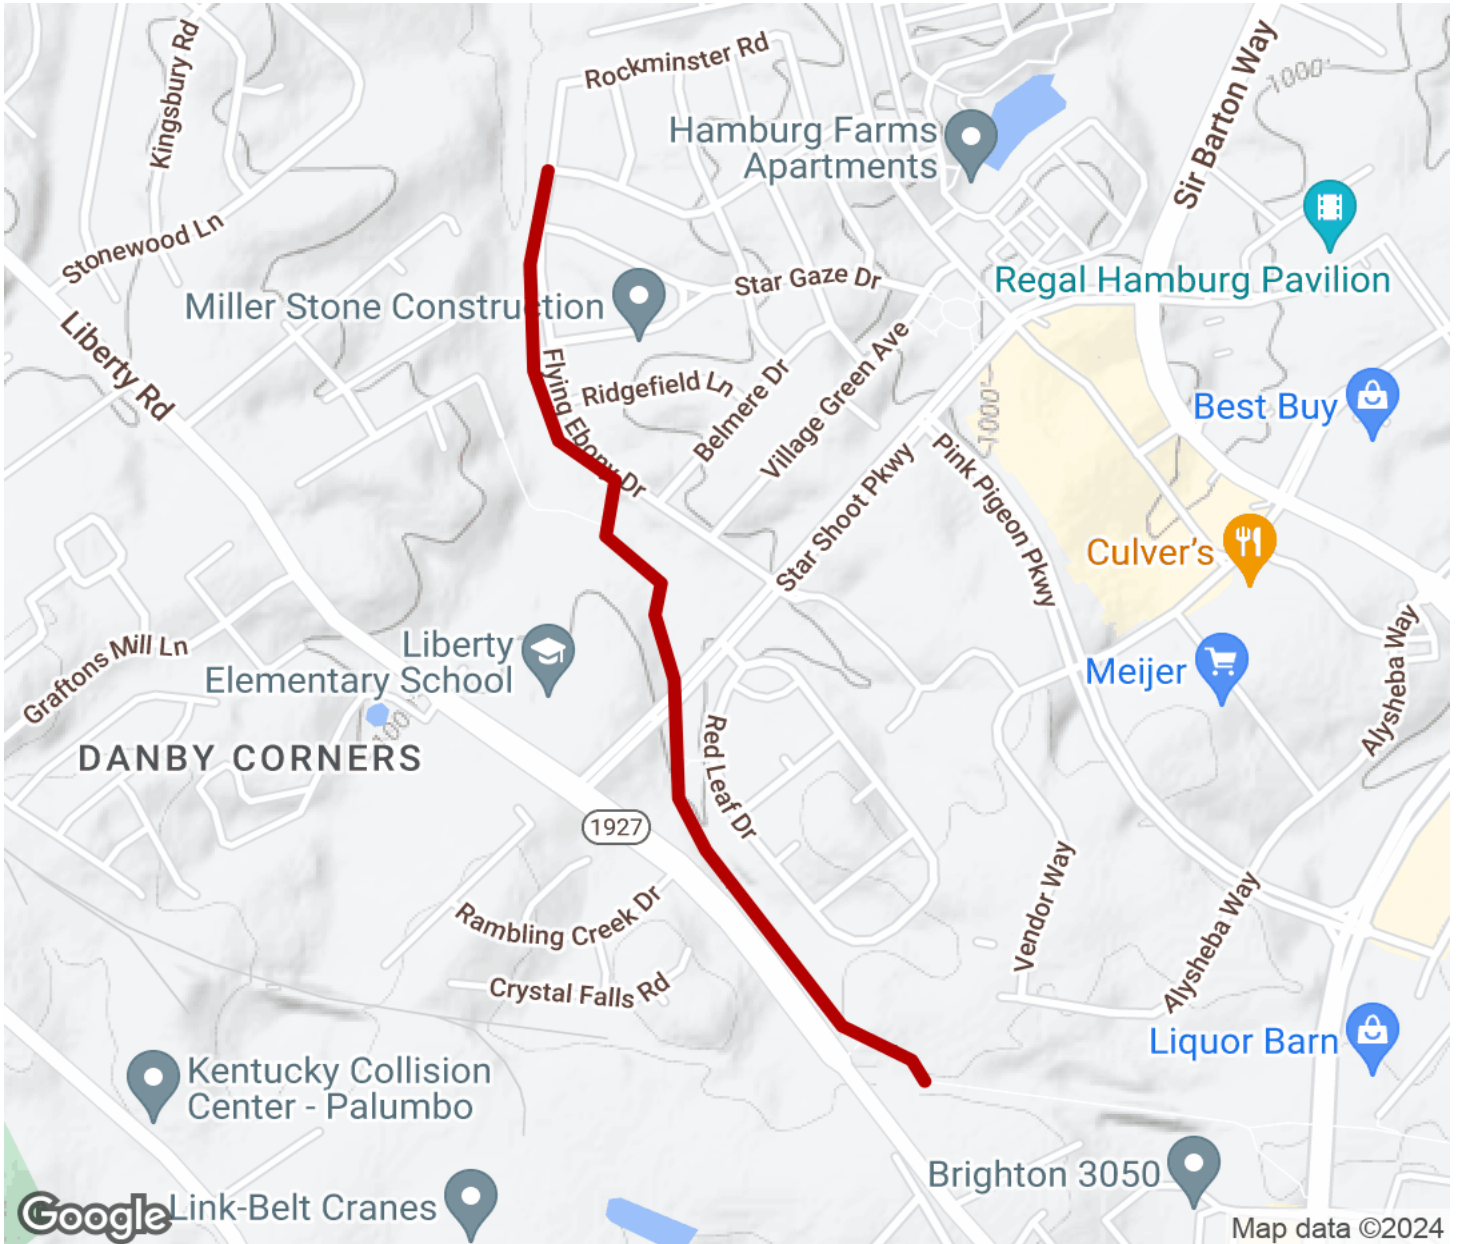 Kingsbury Rd
Rockminster Rd
Sir Barton Way
1000
Hamburg Farms
Apartments
Stonewood Ln
Regal Hamburg Pavilion
Star Gaze Dr
Miller Stone Construction
Liberty Rd
Flying Ebony Dr
Ridgefield Ln
Belmere Dr
Village Green Ave
1000
Best Buy
Star Shoot Pkwy
Pink Pigeon Pkwy
Culver's
Liberty
Elementary School
Graftons Mill Ln
Meijer
Alysheba Way
DANBY CORNERS
Red Leaf Dr
1927
Rambling Creek Dr
Vendor Way
Alysheba Way
Crystal Falls Rd
Liquor Barn
Kentucky Collision
Center - Palumbo
Brighton 3050
Link-Belt Cranes
Google
Map data ©2024